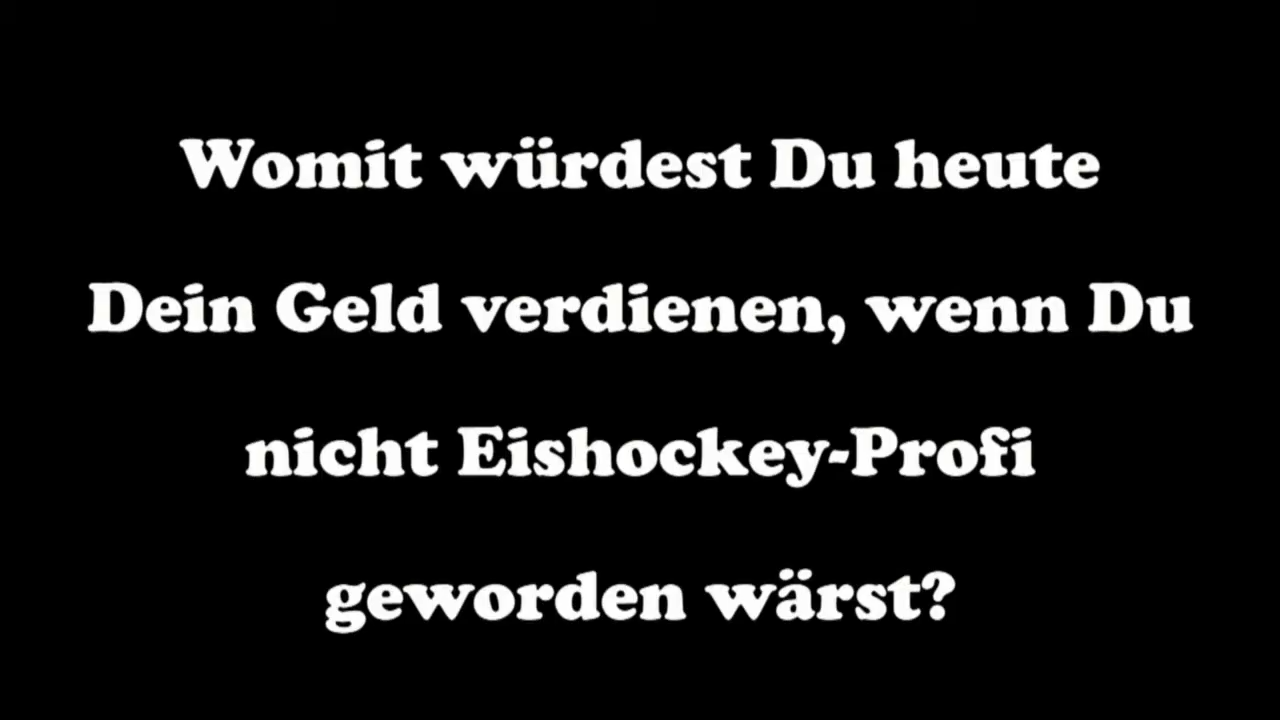 Womit würdest Du heute
Dein Geld verdienen, wenn Du
nicht Eishockey-Profi
geworden wärst?